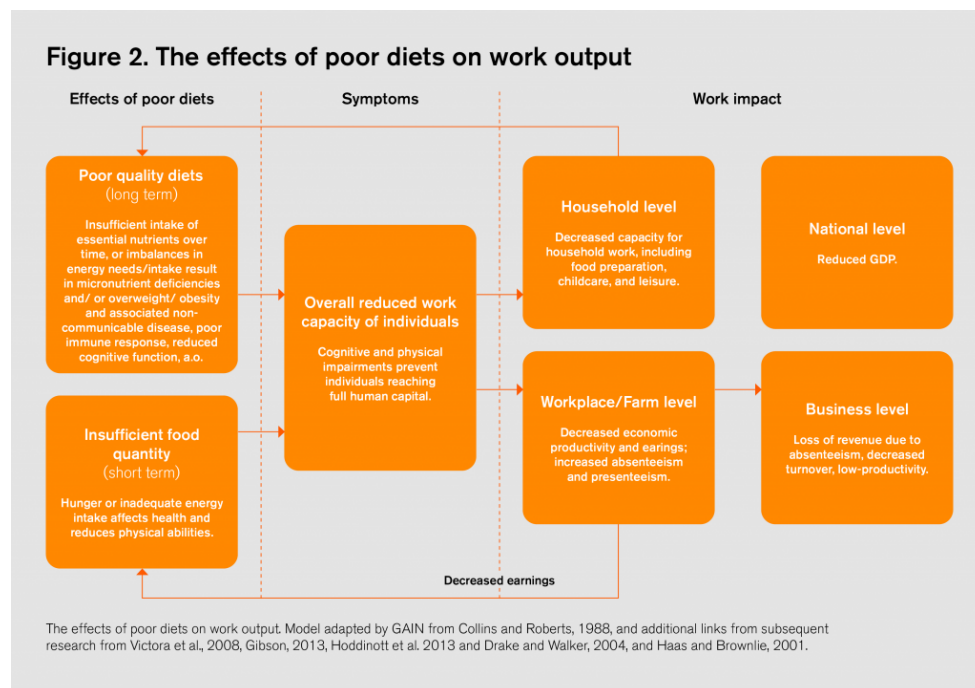 Figure 2. The effects of poor diets on work output
Effects of poor diets
Symptoms
Work impact
Poor quality diets
(long term)
Insufficient intake of
essential nutrients over
time, or imbalances in
energy needs/intake result
in micronutrient deficiencies
and/ or overweight/ obesity
and associated non-
communicable disease, poor
immune response, reduced
cognitive function, a.o.
Insufficient food
quantity
(short term)
Hunger or inadequate energy
intake affects health and
reduces physical abilities.
Overall reduced work
capacity of individuals
Cognitive and physical
impairments prevent
individuals reaching
full human capital.
Household level
Decreased capacity for
household work, including
food preparation,
childcare, and leisure.
Workplace/Farm level
Decreased economic
productivity and earings;
increased absenteeism
and presenteeism.
National level
Reduced GDP.
Business level
Loss of revenue due to
absenteeism, decreased
turnover, low-productivity.
Decreased earnings
The effects of poor diets on work output. Model adapted by GAIN from Collins and Roberts, 1988, and additional links from subsequent
research from Victora et al., 2008, Gibson, 2013, Hoddinott et al. 2013 and Drake and Walker, 2004, and Haas and Brownlie, 2001.